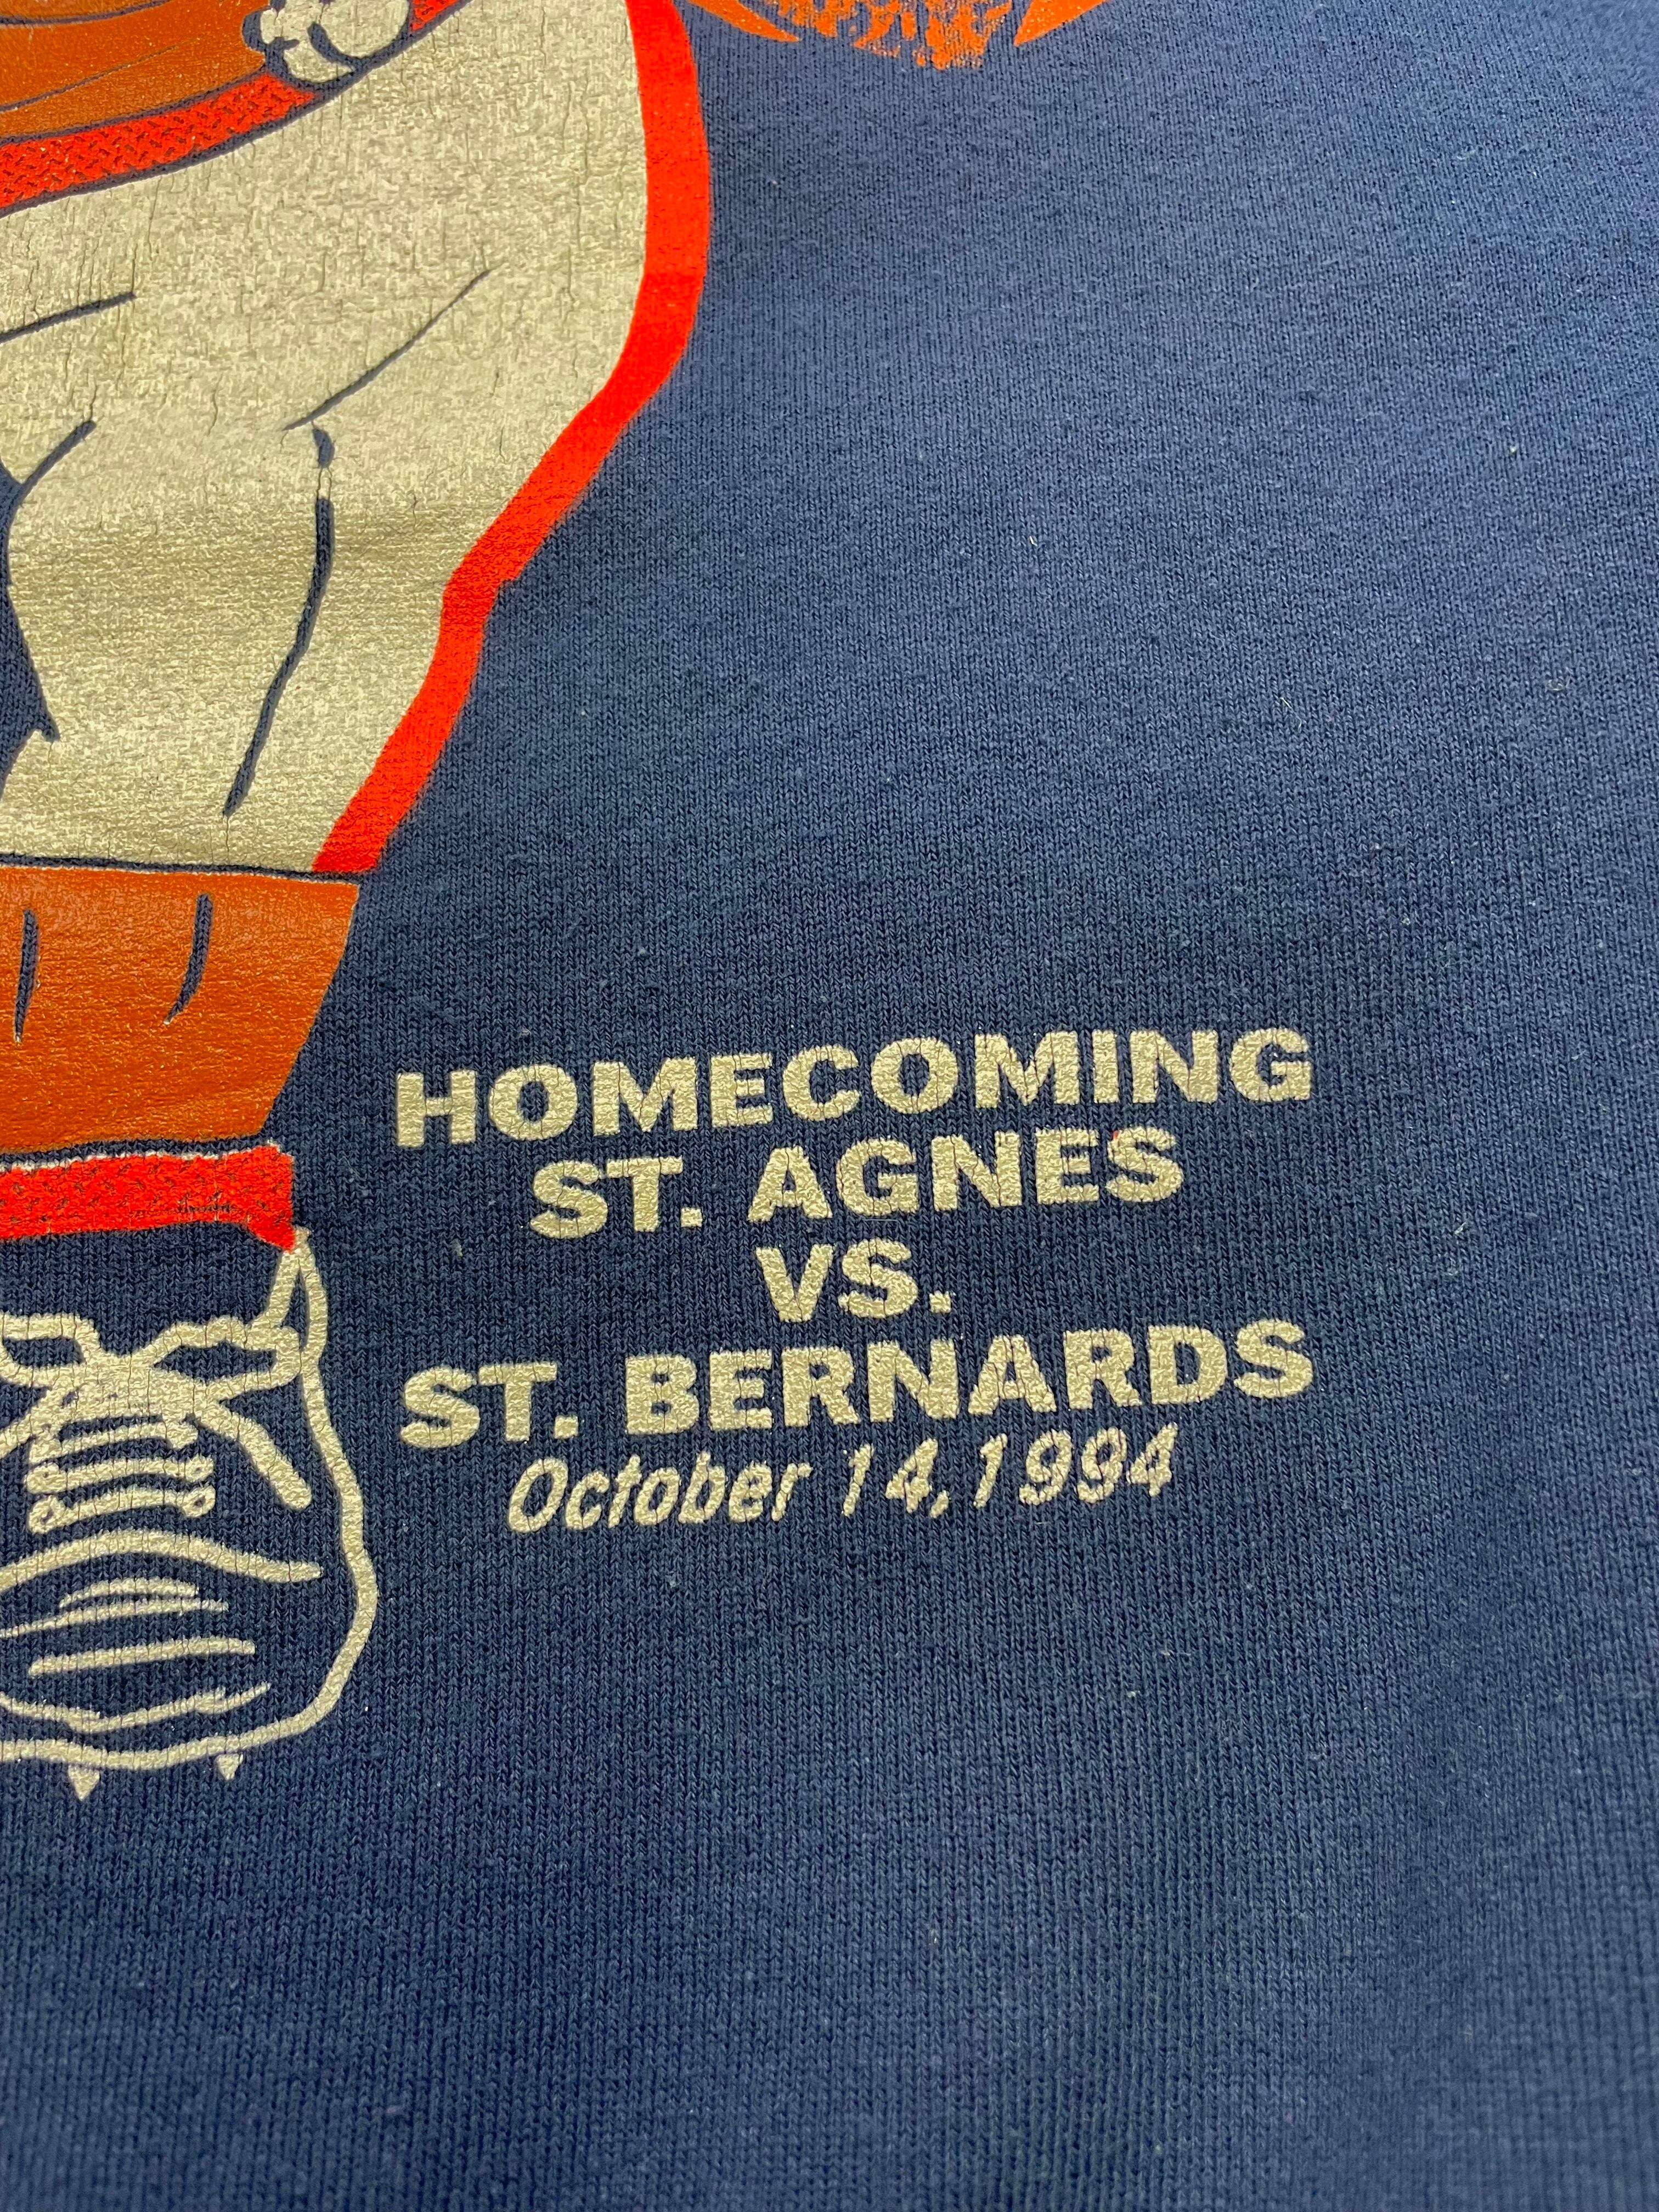 HOMECOMING
ST. AGNES
VS.
ST. BERNARDS
October 14, 1994